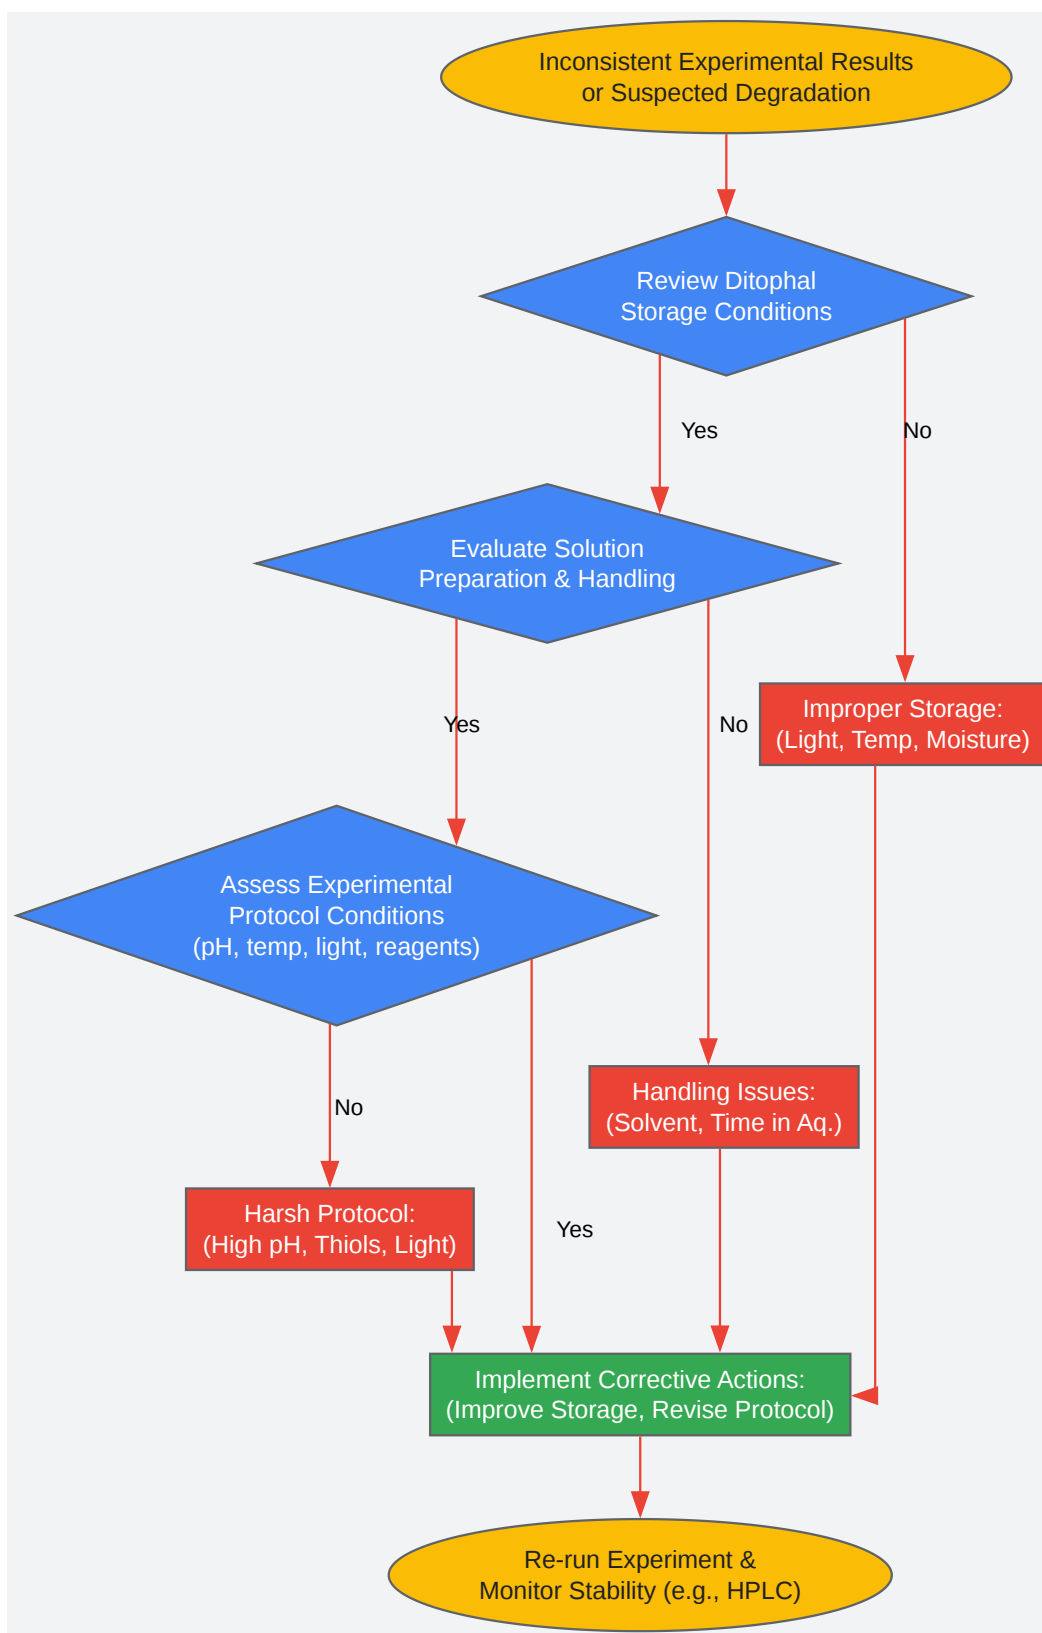 Inconsistent Experimental Results
or Suspected Degradation
Review Ditophal
Storage Conditions
Yes
No
Evaluate Solution
Preparation & Handling
Improper Storage:
(Light, Temp, Moisture)
Yes
No
Assess Experimental
Protocol Conditions
(pH, temp, light, reagents)
Handling Issues:
(Solvent, Time in Aq.)
No
Harsh Protocol:
(High pH, Thiols, Light)
Yes
Implement Corrective Actions:
(Improve Storage, Revise Protocol)
Re-run Experiment &
Monitor Stability (e.g., HPLC)